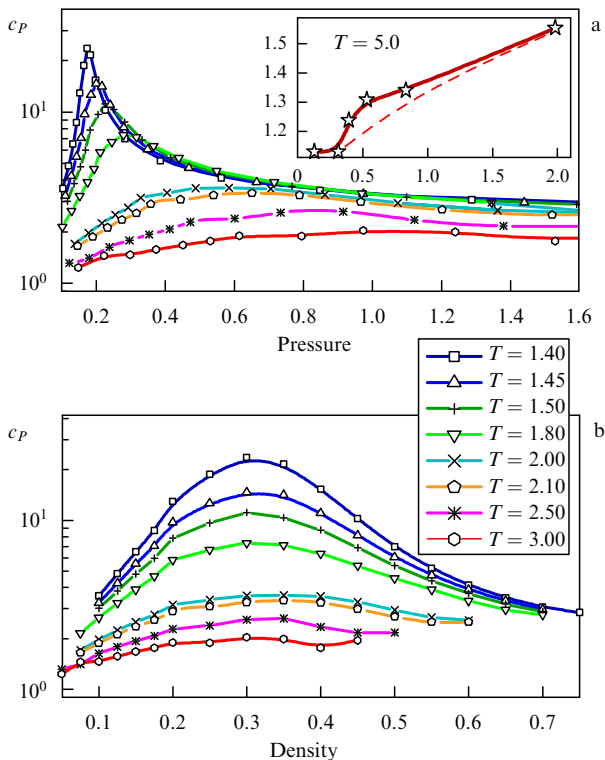 c_P
a
T = 5.0
1.5
1.4
1.3
1.2
0 0.5 1.0 1.5 2.0
10^1
10^0
0.2 0.4 0.6 0.8 1.0 1.2 1.4 1.6
Pressure
T = 1.40
T = 1.45
T = 1.50
T = 1.80
T = 2.00
T = 2.10
T = 2.50
T = 3.00
c_P
b
10^1
10^0
0.1 0.2 0.3 0.4 0.5 0.6 0.7
Density